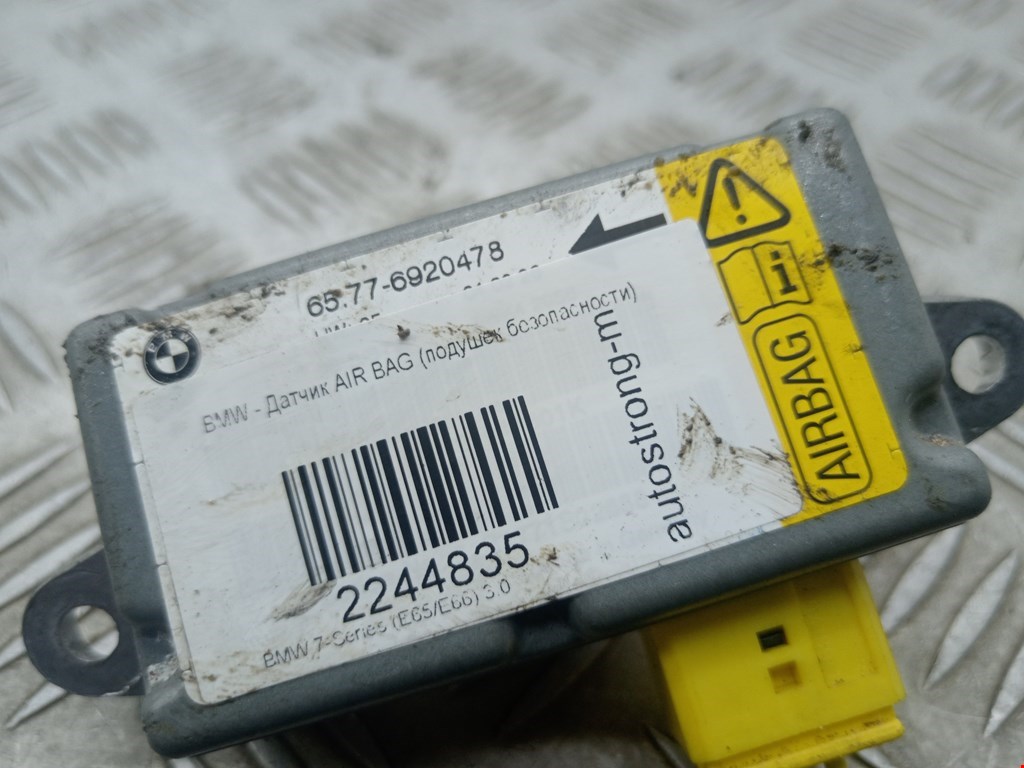 65.77-6920478
BMW
BMW - Датчик AIR BAG (подушек безопасности)
2244835
BMW 7-Series (E65/E66) 3.0
autostrong-m
!
i
AIRBAG